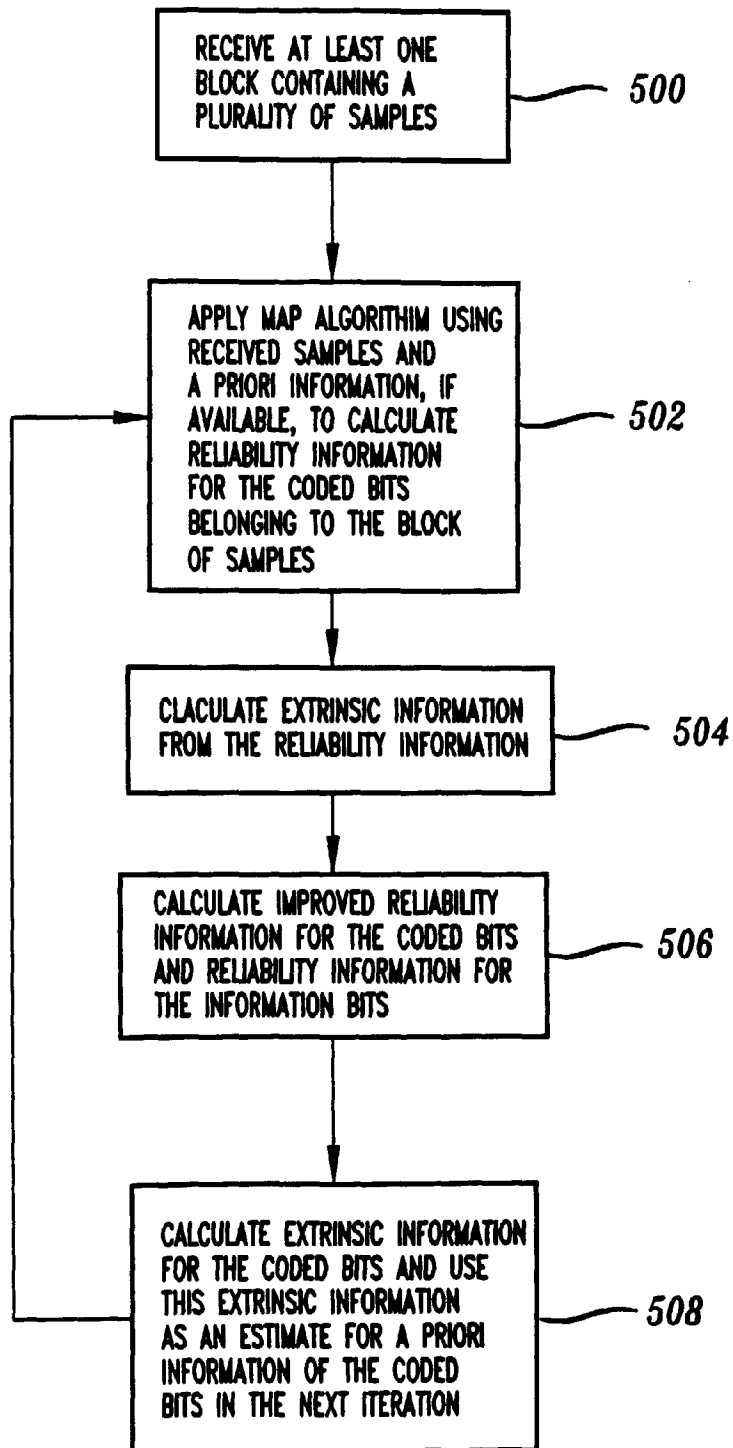 RECEIVE AT LEAST ONE
BLOCK CONTAINING A
PLURALITY OF SAMPLES
500
APPLY MAP ALGORITHIM USING
RECEIVED SAMPLES AND
A PRIORI INFORMATION, IF
AVAILABLE, TO CALCULATE
RELIABILITY INFORMATION
FOR THE CODED BITS
BELONGING TO THE BLOCK
OF SAMPLES
502
CLACULATE EXTRINSIC INFORMATION
FROM THE RELIABILITY INFORMATION
504
CALCULATE IMPROVED RELIABILITY
INFORMATION FOR THE CODED BITS
AND RELIABILITY INFORMATION FOR
THE INFORMATION BITS
506
CALCULATE EXTRINSIC INFORMATION
FOR THE CODED BITS AND USE
THIS EXTRINSIC INFORMATION
AS AN ESTIMATE FOR A PRIORI
INFORMATION OF THE CODED
BITS IN THE NEXT ITERATION
508